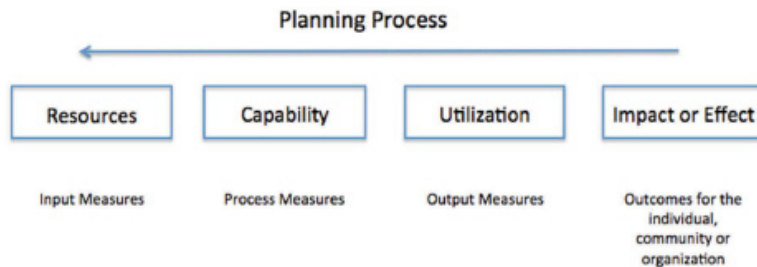 Planning Process
Resources
Capability
Utilization
Impact or Effect
Input Measures
Process Measures
Output Measures
Outcomes for the
individual,
community or
organization